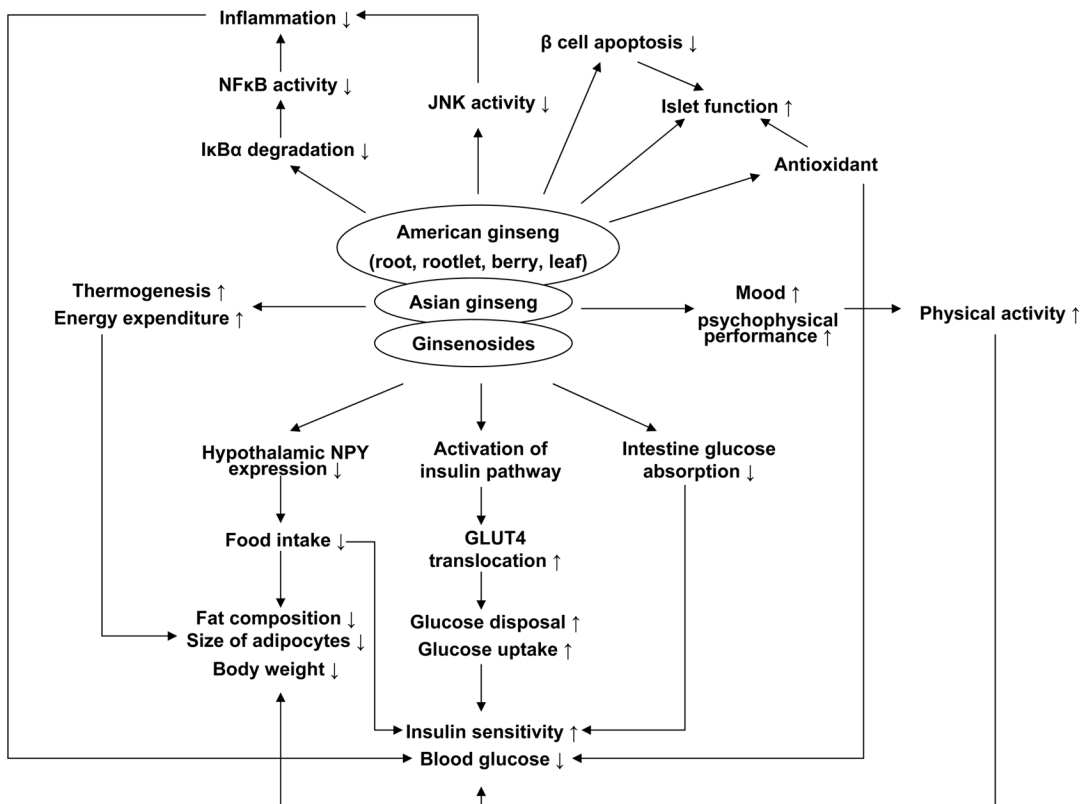 Inflammation ↓
β cell apoptosis ↓
NFκB activity ↓
JNK activity ↓
Islet function ↑
IκBα degradation ↓
Antioxidant
American ginseng
(root, rootlet, berry, leaf)
Thermogenesis ↑
Energy expenditure ↑
Asian ginseng
Mood ↑
psychophysical
performance ↑
Physical activity ↑
Ginsenosides
Hypothalamic NPY
expression ↓
Activation of
insulin pathway
Intestine glucose
absorption ↓
Food intake ↓
GLUT4
translocation ↑
Fat composition ↓
Size of adipocytes ↓
Body weight ↓
Glucose disposal ↑
Glucose uptake ↑
Insulin sensitivity ↑
Blood glucose ↓